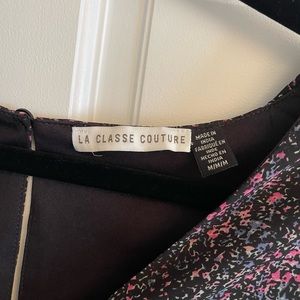 LA CLASSE COUTURE
MADE IN
INDIA
FABRIQUE EN
INDE
HECHO EN
INDIA
M/M/M